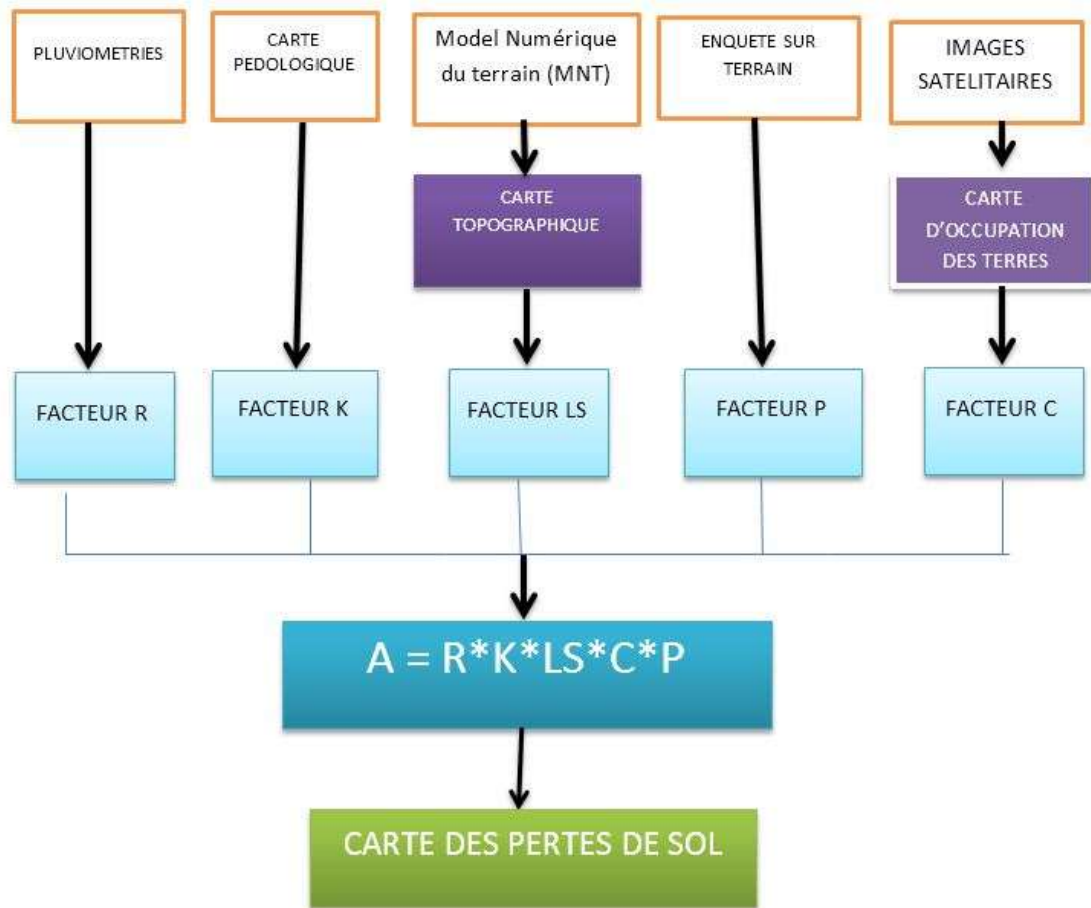 PLUVIOMETRIES
CARTE
PEDOLOGIQUE
Model Numérique
du terrain (MNT)
ENQUETE SUR
TERRAIN
IMAGES
SATELITAIRES
CARTE
TOPOGRAPHIQUE
CARTE
D'OCCUPATION
DES TERRES
FACTEUR R
FACTEUR K
FACTEUR LS
FACTEUR P
FACTEUR C
A = R*K*LS*C*P
CARTE DES PERTES DE SOL